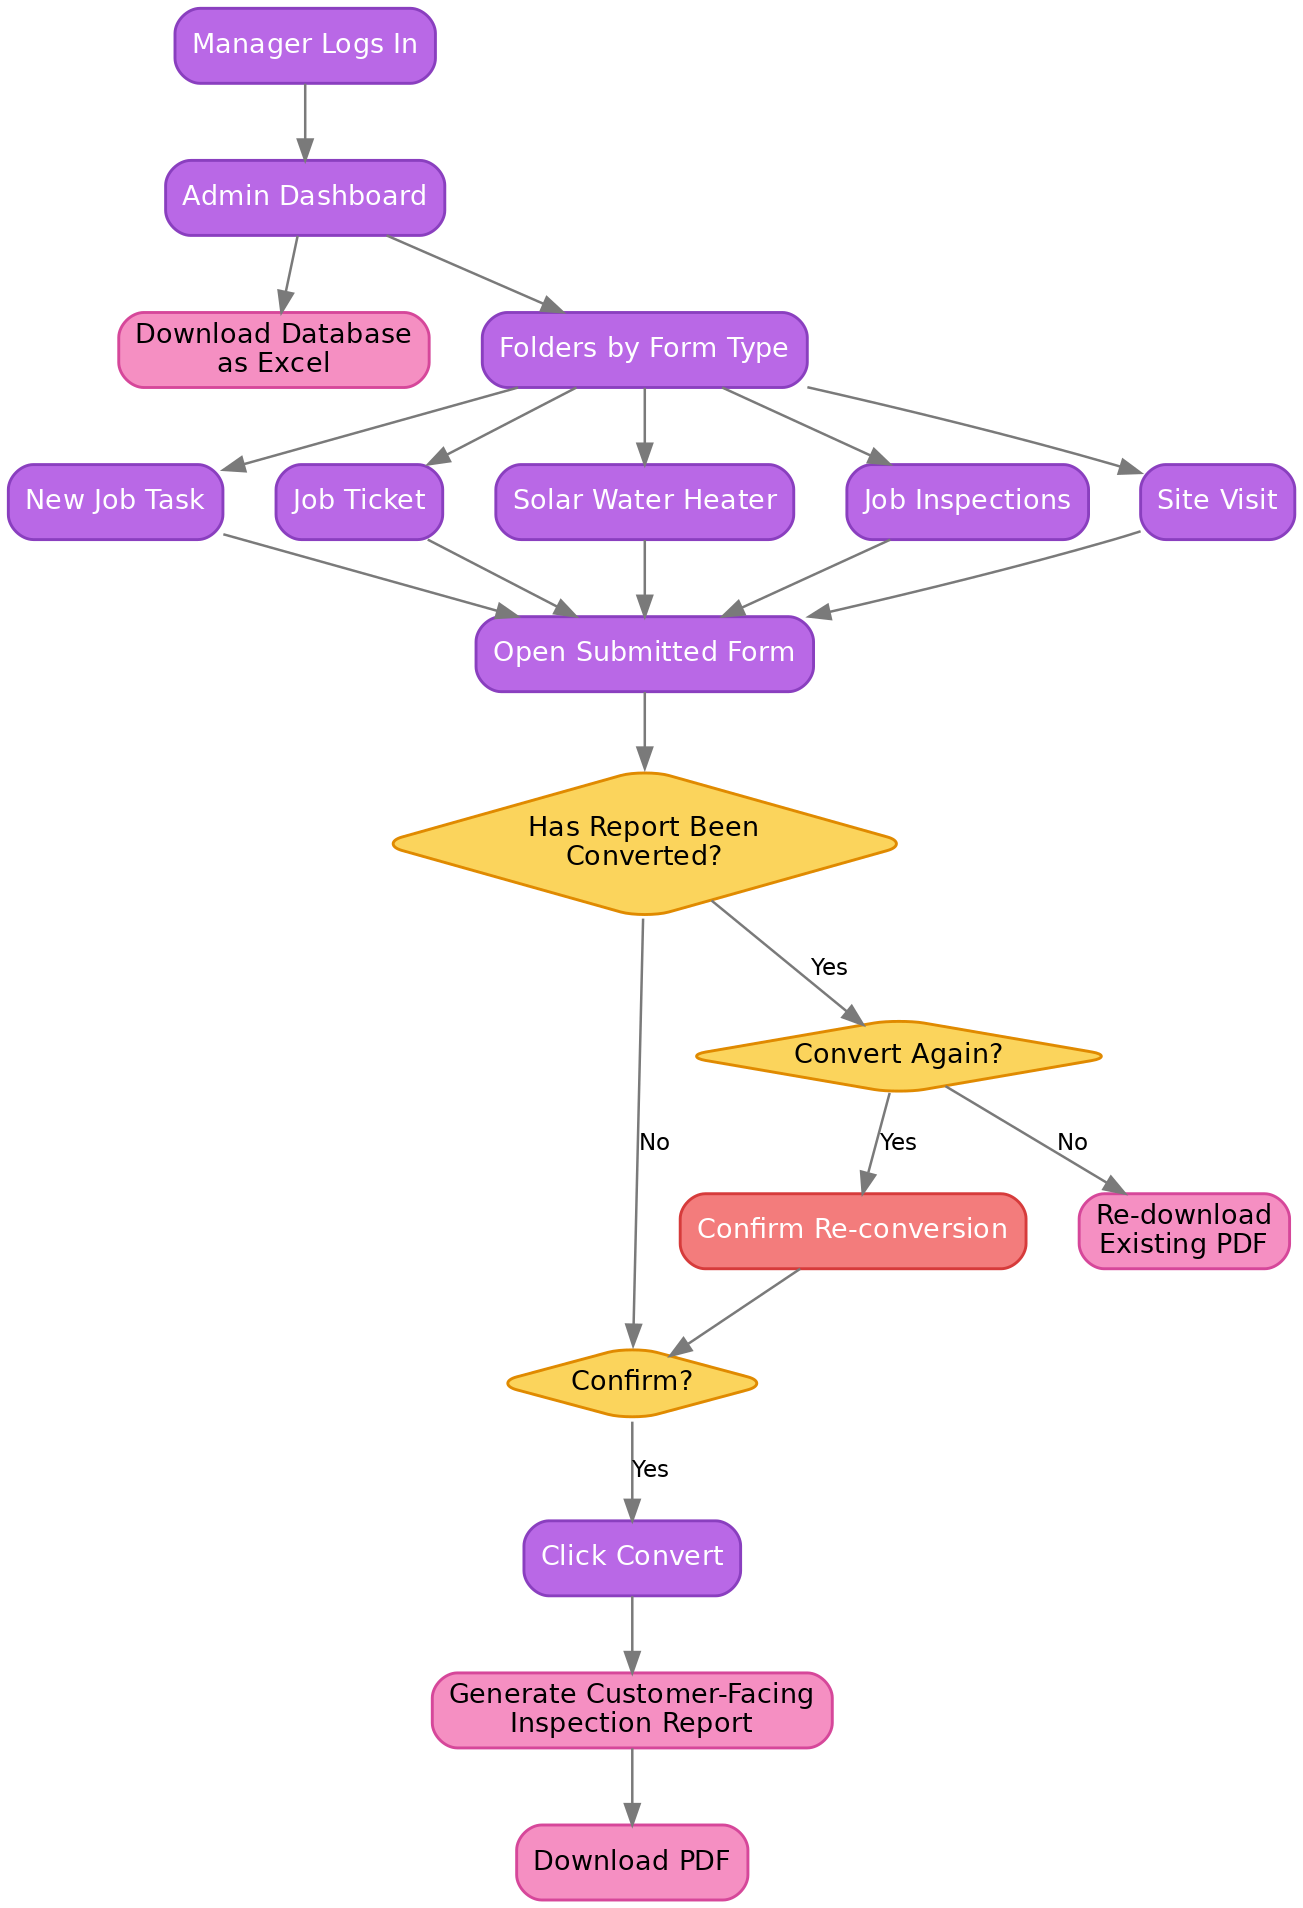 Manager Logs In
Admin Dashboard
Download Database
as Excel
Folders by Form Type
New Job Task
Job Ticket
Solar Water Heater
Job Inspections
Site Visit
Open Submitted Form
Has Report Been
Converted?
Yes
Convert Again?
No
Yes
No
Confirm Re-conversion
Re-download
Existing PDF
Confirm?
Yes
Click Convert
Generate Customer-Facing
Inspection Report
Download PDF